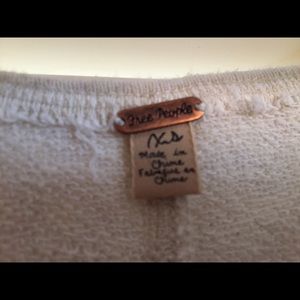 Free People
XS
Made in
China
Fabriqué en
Chine